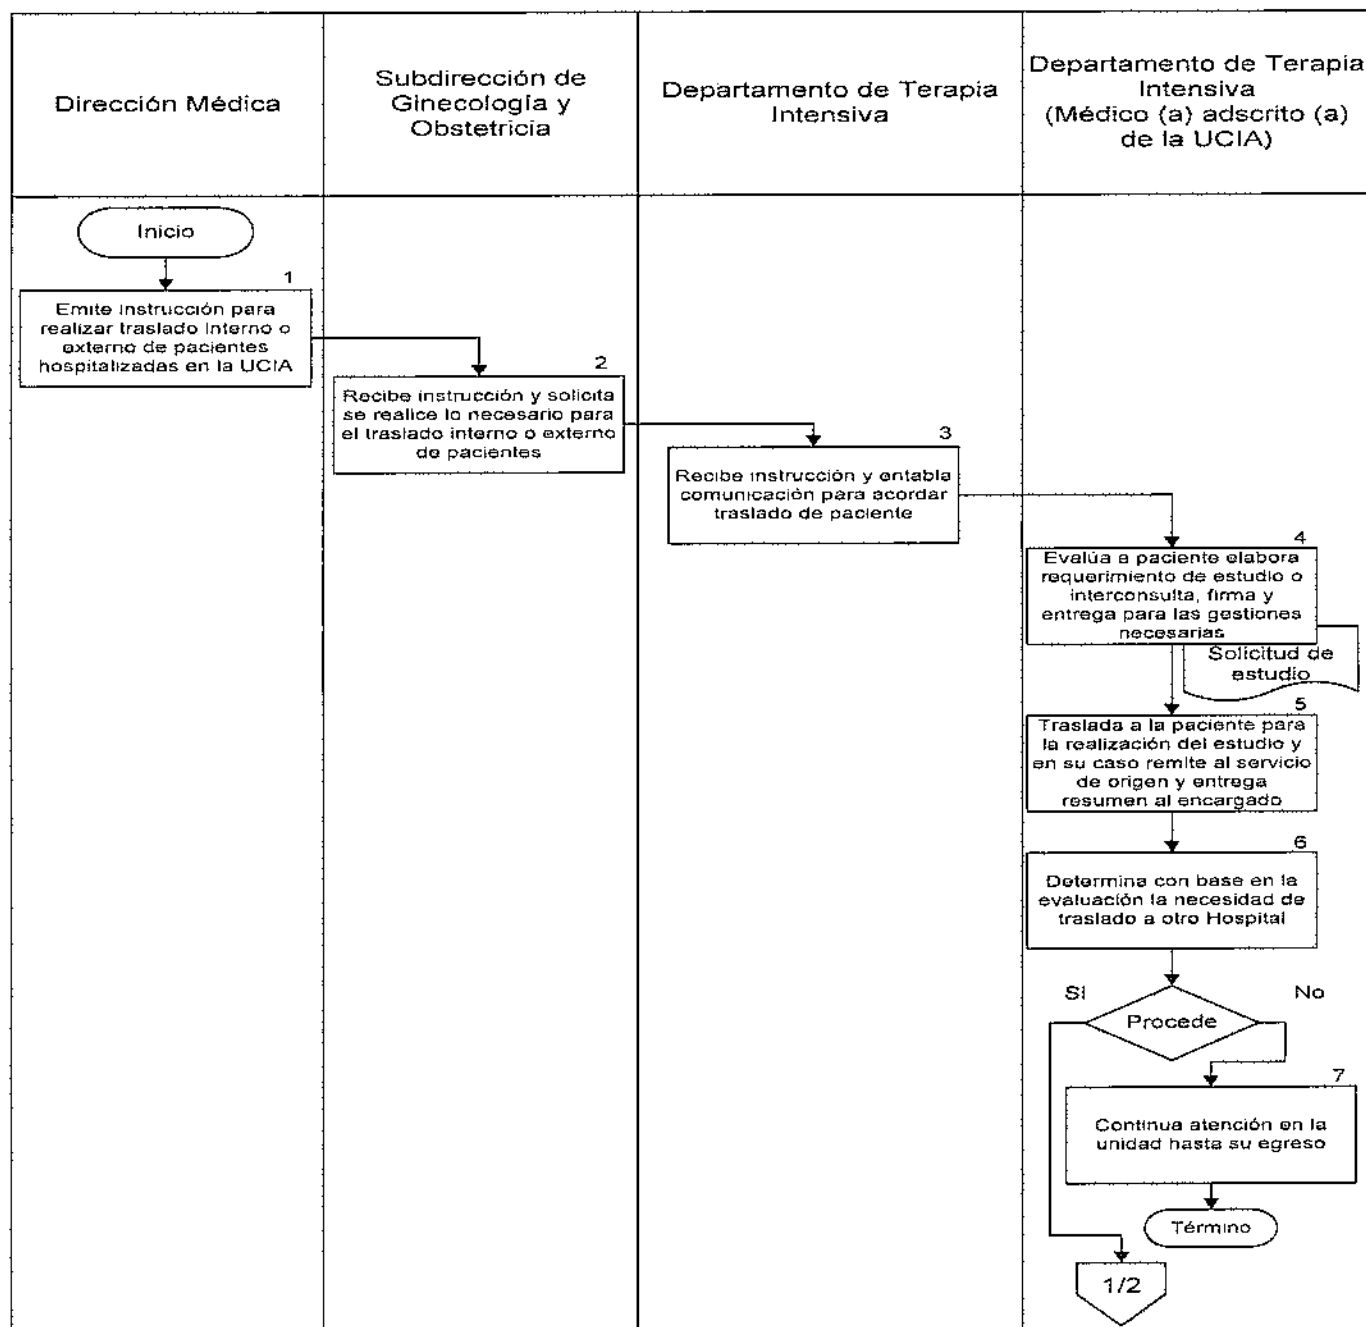 Dirección Médica
Subdirección de
Ginecología y
Obstetricia
Departamento de Terapia
Intensiva
Departamento de Terapia
Intensiva
(Médico (a) adscrito (a)
de la UCIA)
Inicio
1
Emite instrucción para
realizar traslado interno o
externo de pacientes
hospitalizadas en la UCIA
2
Recibe instrucción y solicita
se realice lo necesario para
el traslado interno o externo
de pacientes
3
Recibe instrucción y entabla
comunicación para acordar
traslado de paciente
4
Evalúa a paciente elabora
requerimiento de estudio o
interconsulta, firma y
entrega para las gestiones
necesarias
Solicitud de
estudio
5
Traslada a la paciente para
la realización del estudio y
en su caso remite al servicio
de origen y entrega
resumen al encargado
6
Determina con base en la
evaluación la necesidad de
traslado a otro Hospital
Si
No
Procede
7
Continua atención en la
unidad hasta su egreso
Término
1/2